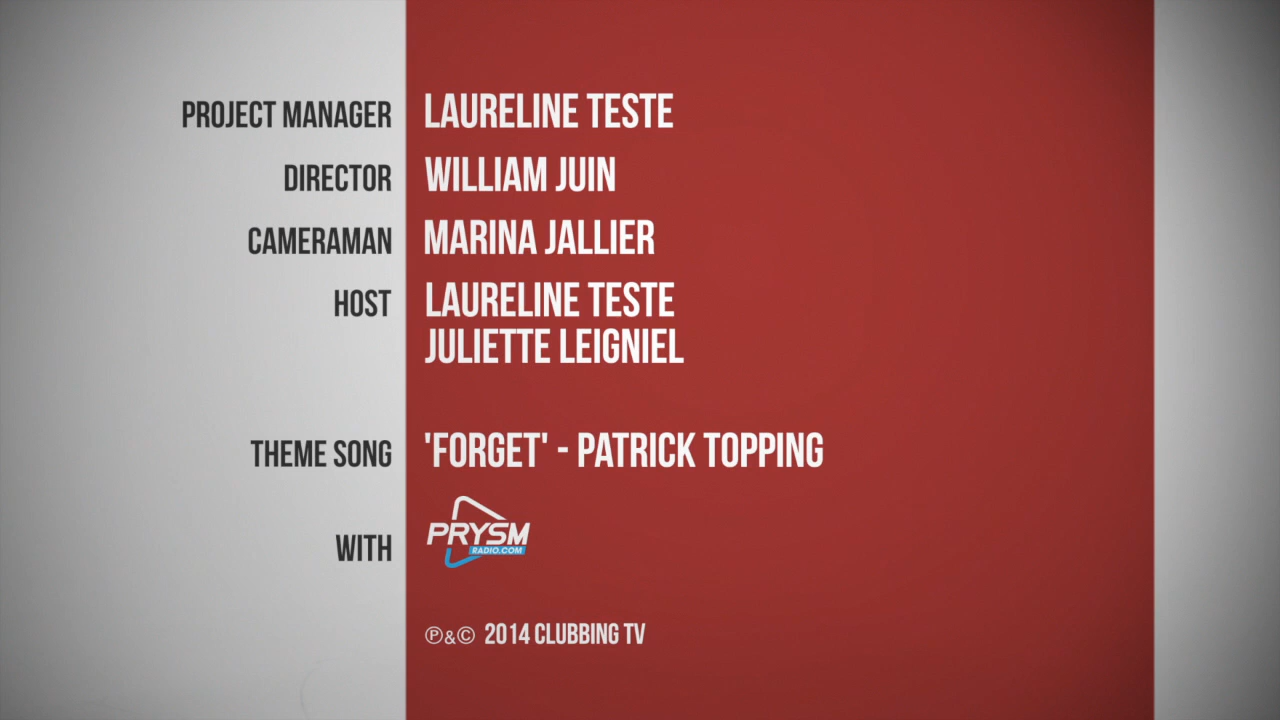 PROJECT MANAGER LAURELINE TESTE
DIRECTOR WILLIAM JUIN
CAMERAMAN MARINA JALLIER
HOST LAURELINE TESTE
JULIETTE LEIGNIEL
THEME SONG 'FORGET' - PATRICK TOPPING
WITH PRYSM
RADIO.COM
℗&© 2014 CLUBBING TV